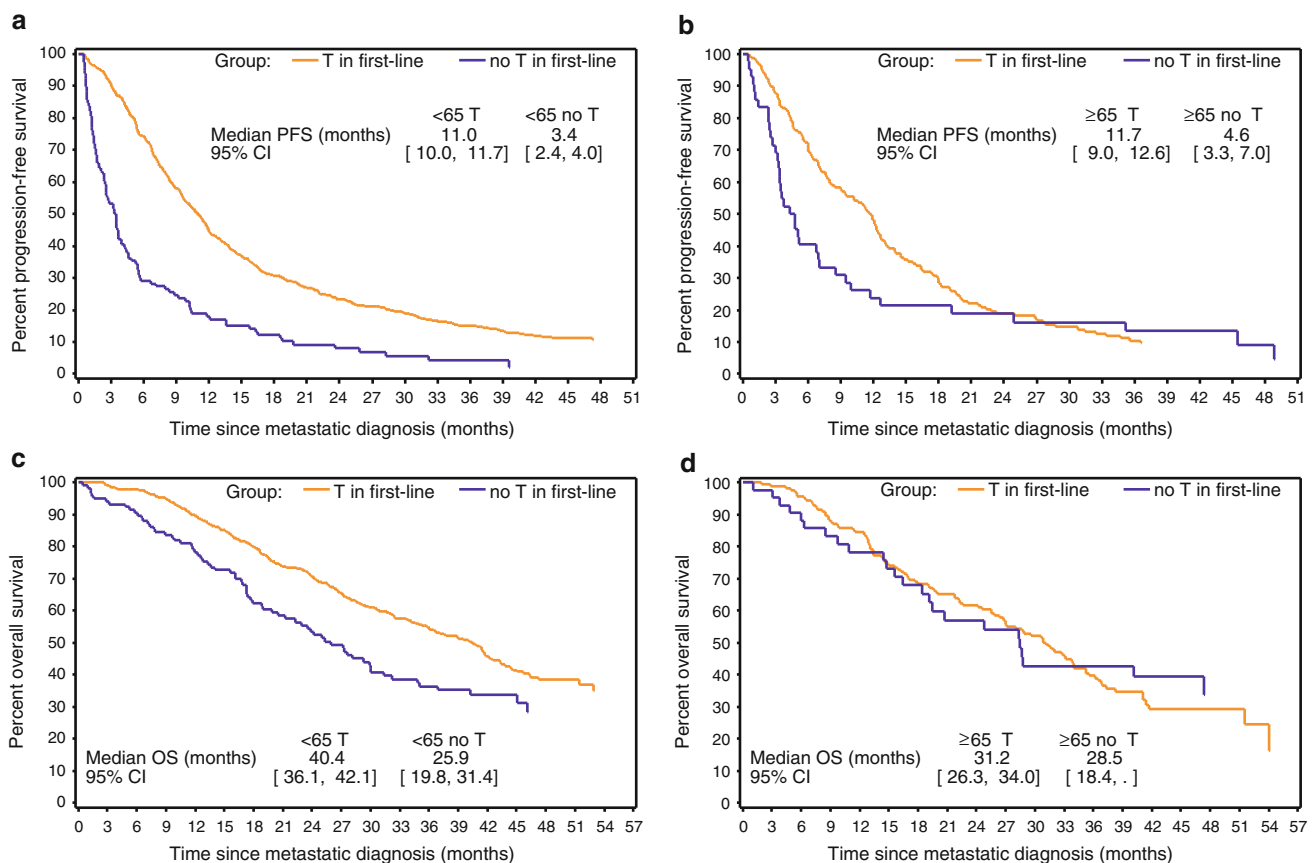 a
Group: T in first-line no T in first-line
<65 T <65 no T
Median PFS (months) 11.0 3.4
95% CI [ 10.0, 11.7] [ 2.4, 4.0]
Percent progression-free survival
100
90
80
70
60
50
40
30
20
10
0
0 3 6 9 12 15 18 21 24 27 30 33 36 39 42 45 48 51
Time since metastatic diagnosis (months)
b
Group: T in first-line no T in first-line
≥65 T ≥65 no T
Median PFS (months) 11.7 4.6
95% CI [ 9.0, 12.6] [ 3.3, 7.0]
Percent progression-free survival
100
90
80
70
60
50
40
30
20
10
0
0 3 6 9 12 15 18 21 24 27 30 33 36 39 42 45 48 51
Time since metastatic diagnosis (months)
c
Group: T in first-line no T in first-line
Percent overall survival
100
90
80
70
60
50
40
30
20
10
0
<65 T <65 no T
Median OS (months) 40.4 25.9
95% CI [ 36.1, 42.1] [ 19.8, 31.4]
0 3 6 9 12 15 18 21 24 27 30 33 36 39 42 45 48 51 54 57
Time since metastatic diagnosis (months)
d
Group: T in first-line no T in first-line
Percent overall survival
100
90
80
70
60
50
40
30
20
10
0
≥65 T ≥65 no T
Median OS (months) 31.2 28.5
95% CI [ 26.3, 34.0] [ 18.4, . ]
0 3 6 9 12 15 18 21 24 27 30 33 36 39 42 45 48 51 54 57
Time since metastatic diagnosis (months)